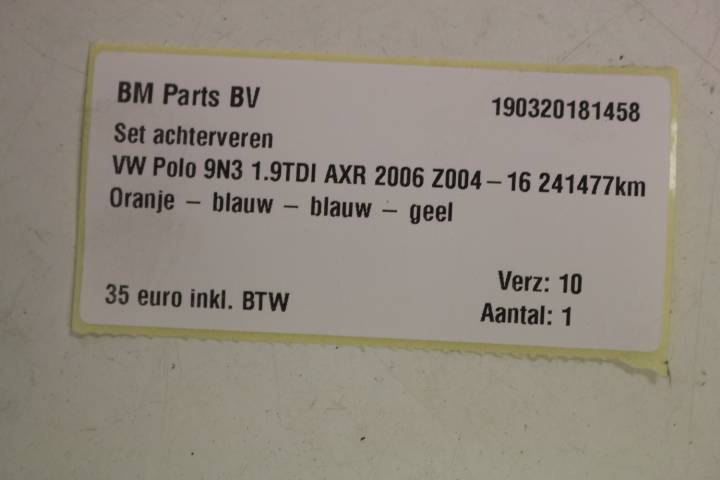 BM Parts BV 190320181458
Set achterveren
VW Polo 9N3 1.9TDI AXR 2006 Z004-16 241477km
Oranje - blauw - blauw - geel
Verz: 10
35 euro inkl. BTW Aantal: 1